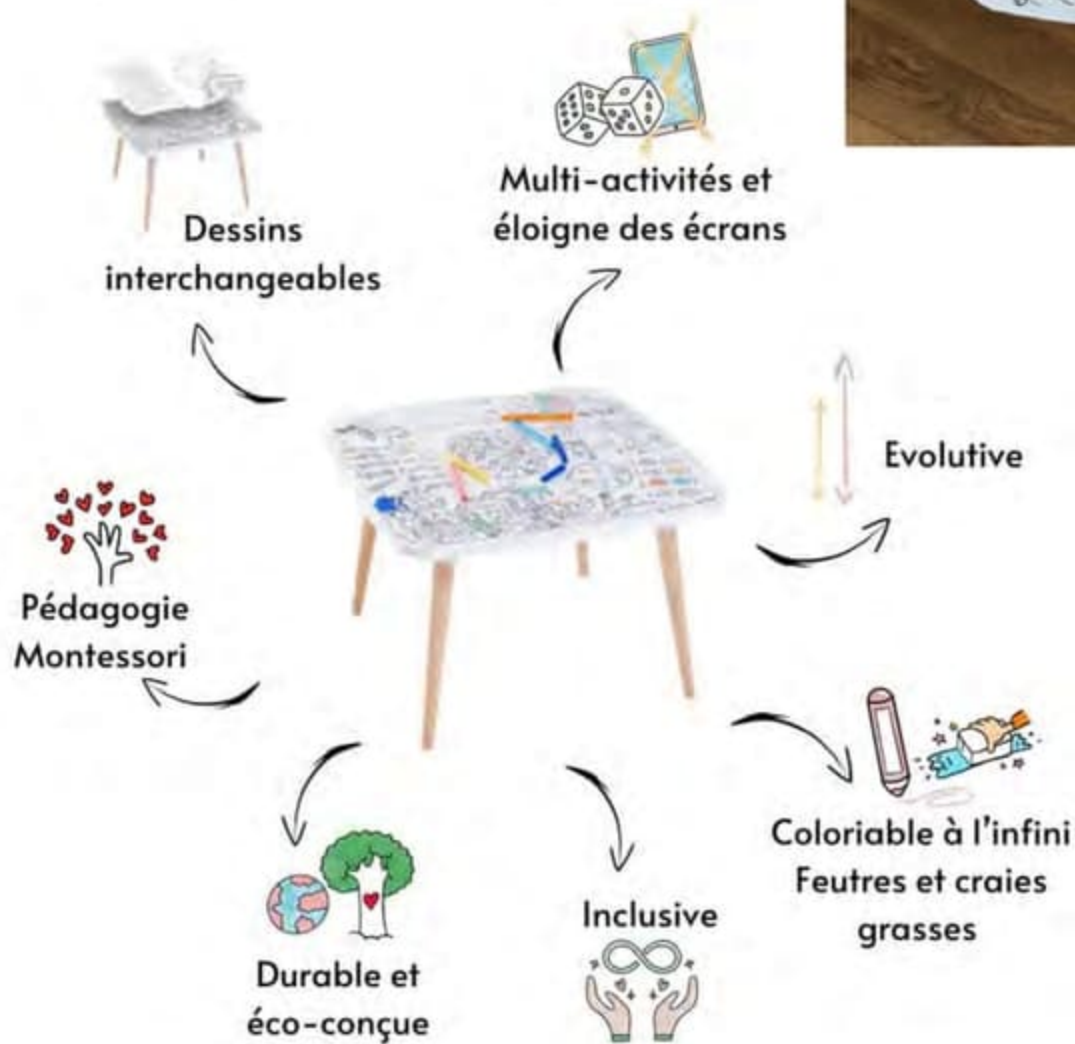 Dessins
interchangeables
Multi-activités et
éloigne des écrans
Evolutive
Pédagogie
Montessori
Coloriable à l'infini
Feutres et craies
grasses
Inclusive
Durable et
éco-conçue